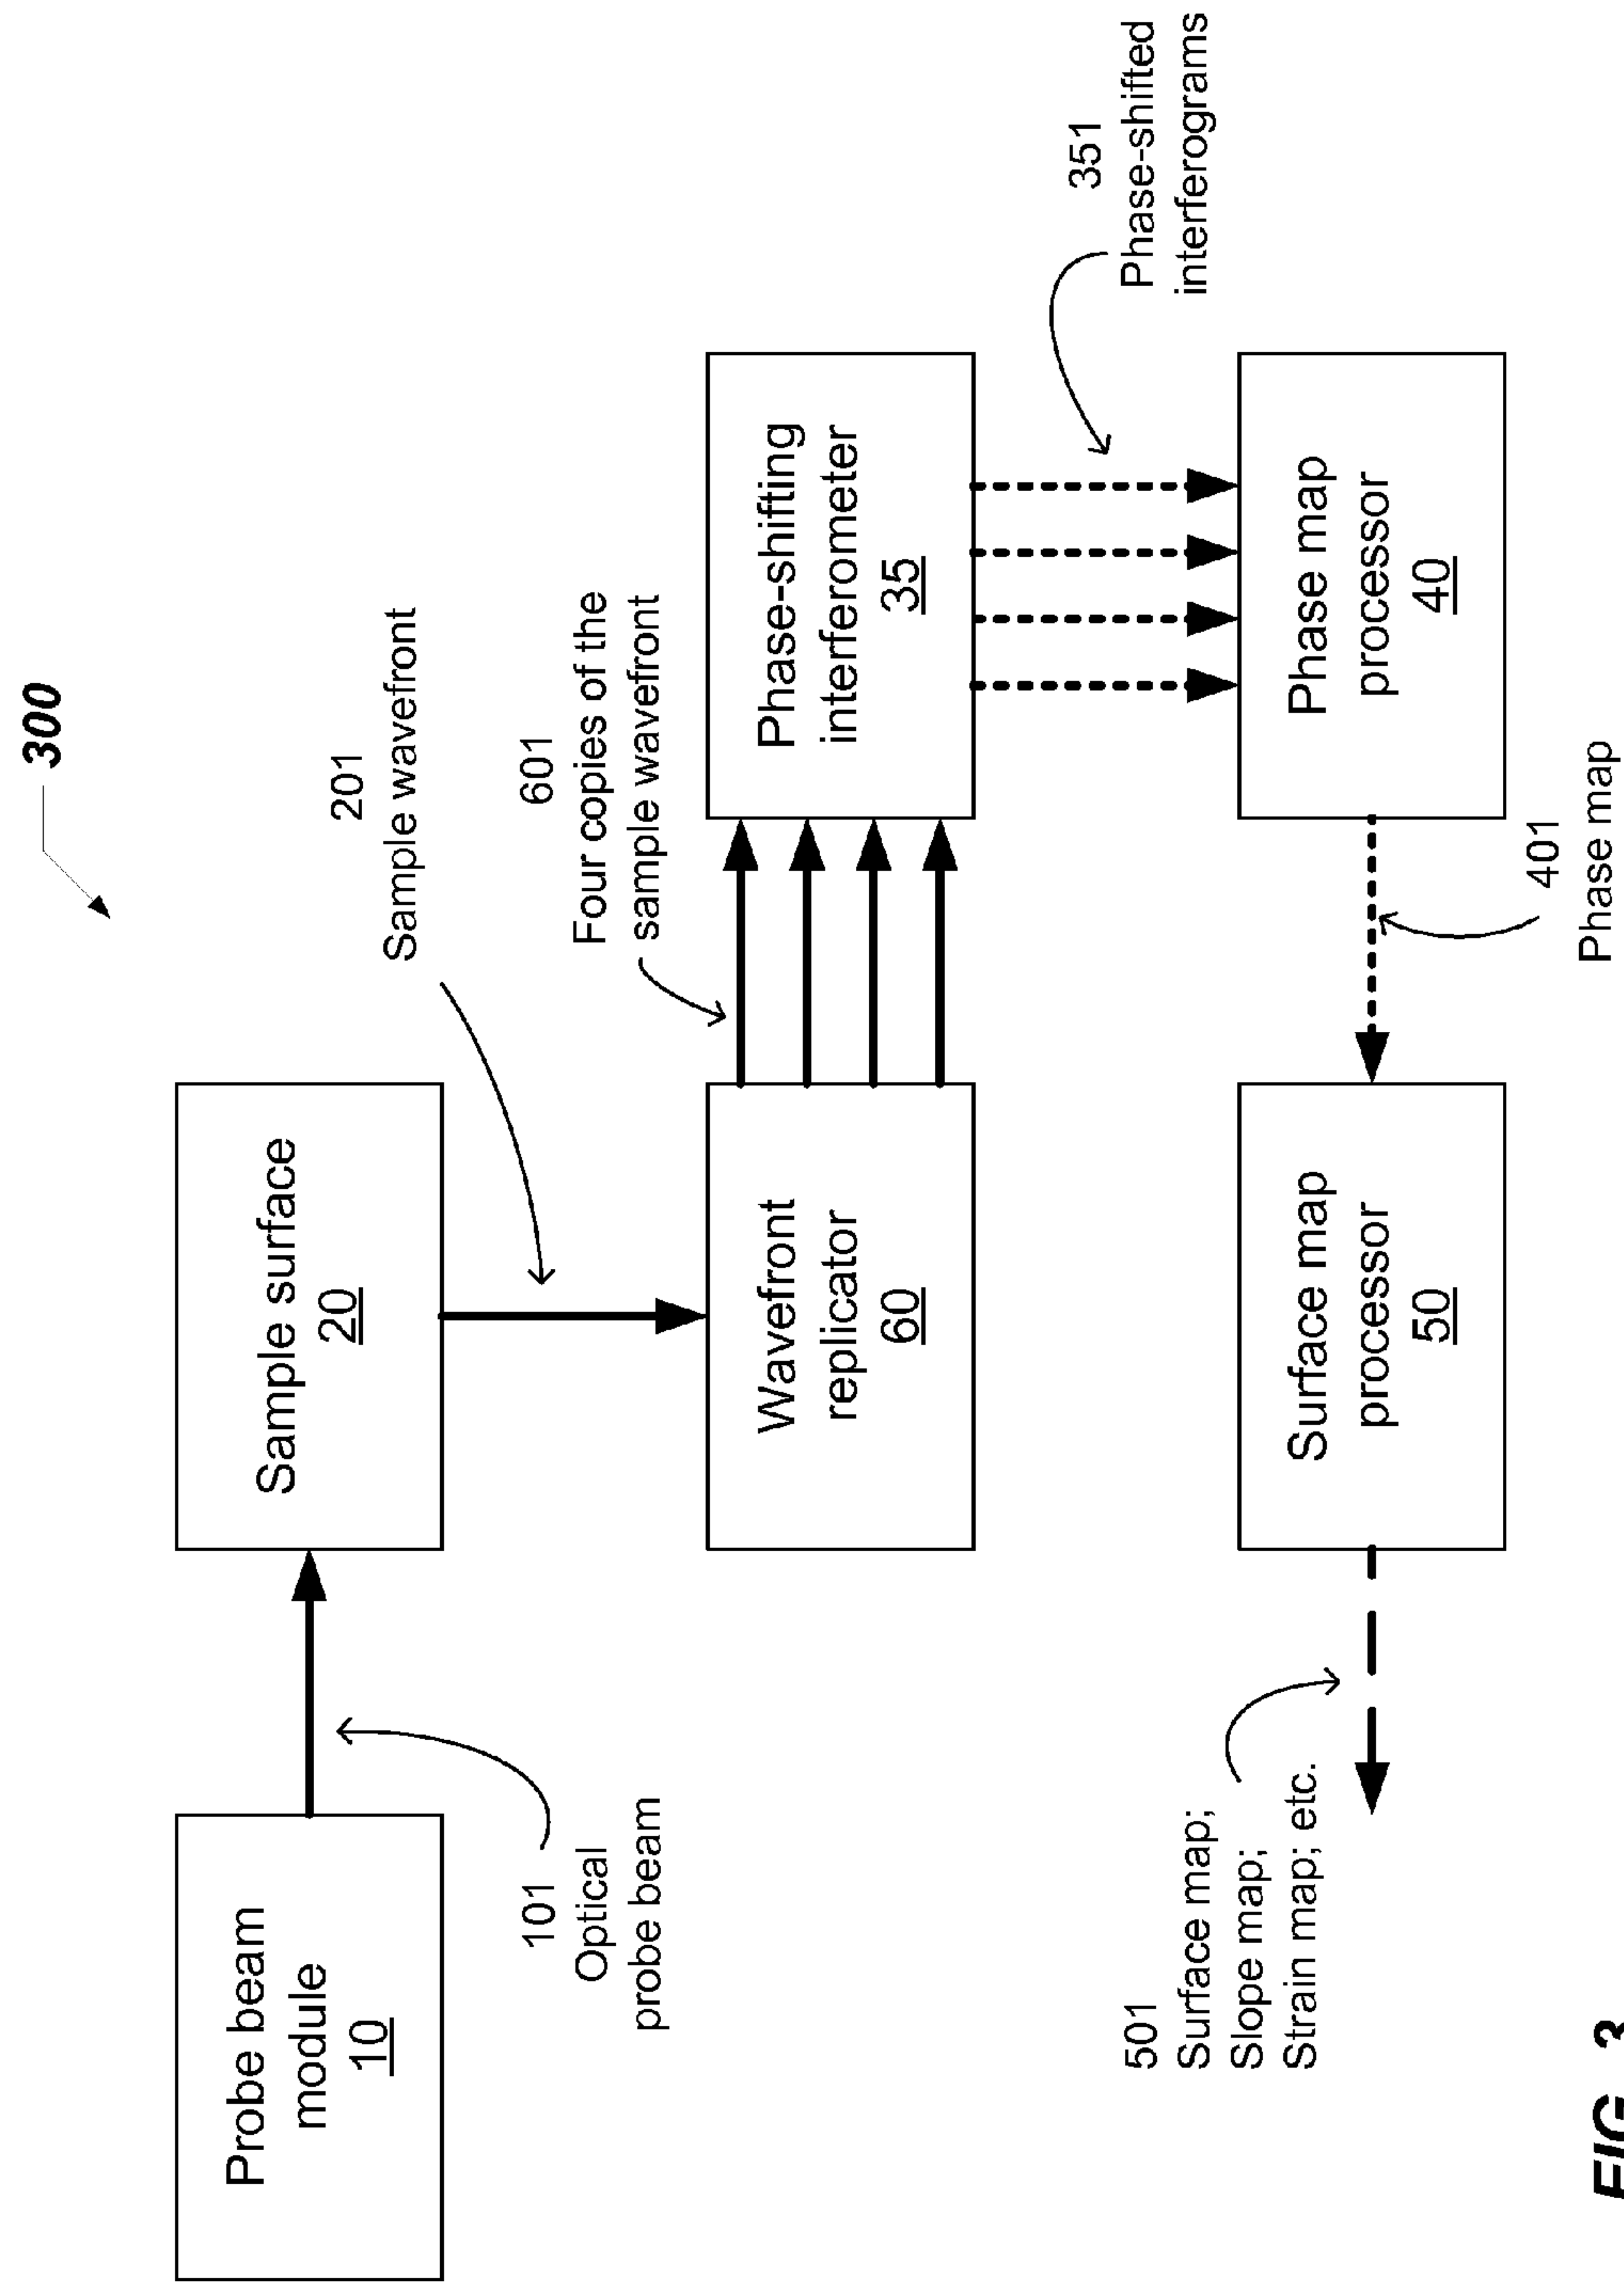 300
Probe beam
module
10
101
Optical
probe beam
Sample surface
20
201
Sample wavefront
Wavefront
replicator
60
601
Four copies of the
sample wavefront
Phase-shifting
interferometer
35
351
Phase-shifted
interferograms
Phase map
processor
40
401
Phase map
Surface map
processor
50
501
Surface map;
Slope map;
Strain map; etc.
FIG. 3